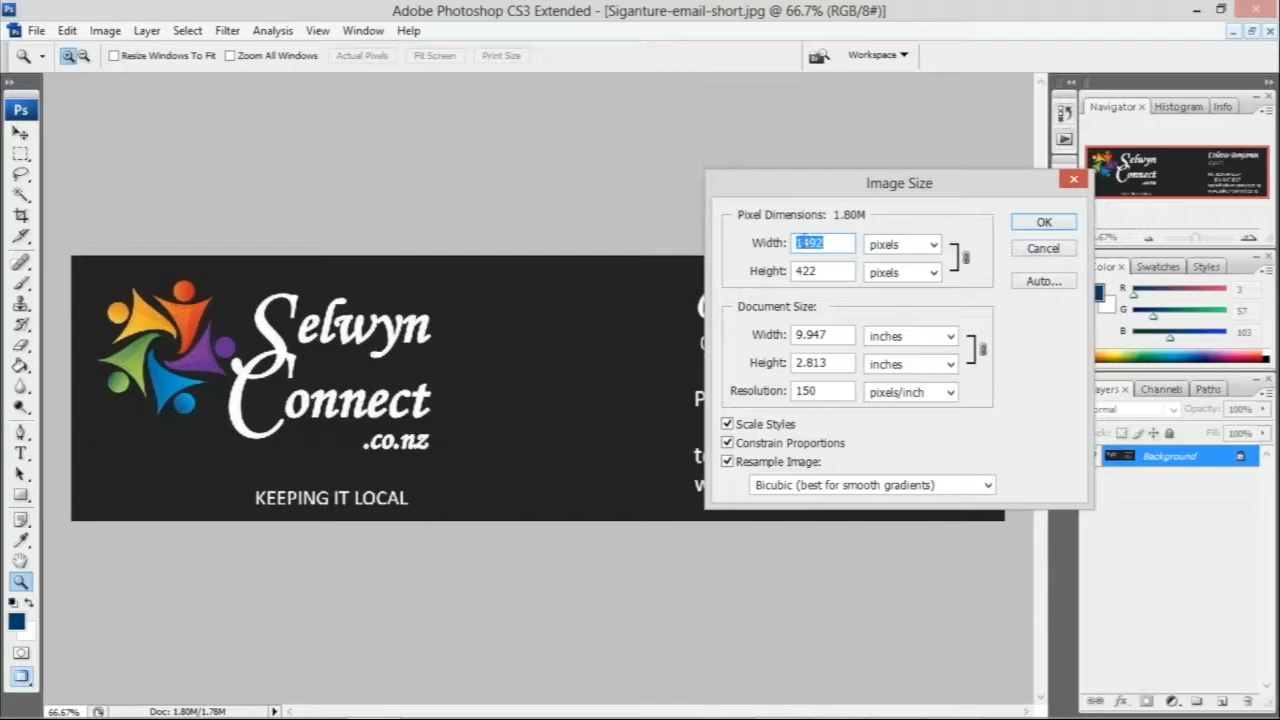 Adobe Photoshop CS3 Extended - [Siganture-email-short.jpg @ 66.7% (RGB/8#)]
File Edit Image Layer Select Filter Analysis View Window Help
Resize Windows To Fit Zoom All Windows Actual Pixels Fit Screen Print Size Workspace
Ps
Navigator Histogram Info
Selwyn
Connect
Image Size
Pixel Dimensions: 1.80M
OK
Width: 1492 pixels
Cancel
Height: 422 pixels
Auto...
Color Swatches Styles
R 3
G 57
B 103
Document Size:
Width: 9.947 inches
Height: 2.813 inches
Resolution: 150 pixels/inch
Scale Styles
Constrain Proportions
Resample Image:
Bicubic (best for smooth gradients)
Channels Paths
Opacity: 100%
Fill: 100%
Background
Selwyn
Connect
.co.nz
KEEPING IT LOCAL
66.67% Doc: 1.80M/1.78M